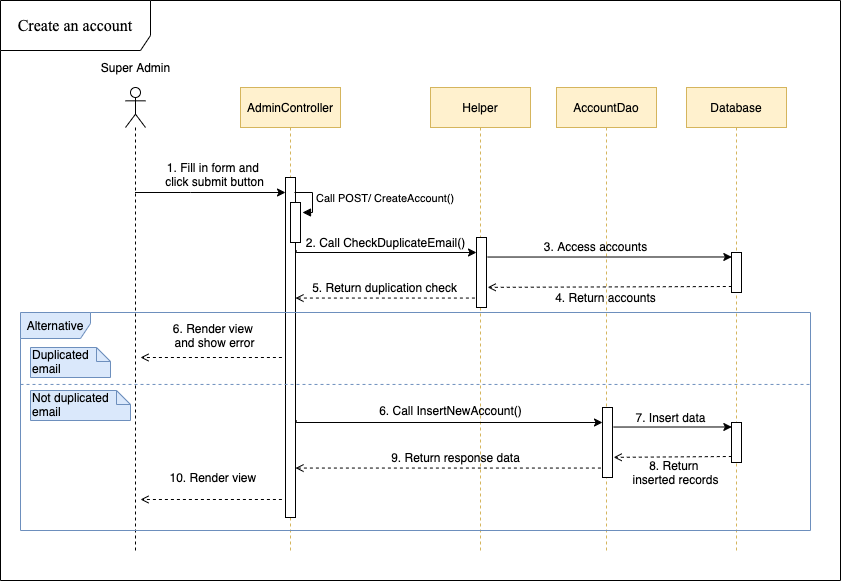 Create an account
Super Admin
AdminController
Helper
AccountDao
Database
1. Fill in form and
click submit button
Call POST/ CreateAccount()
2. Call CheckDuplicateEmail()
3. Access accounts
5. Return duplication check
4. Return accounts
Alternative
6. Render view
and show error
Duplicated
email
Not duplicated
email
6. Call InsertNewAccount()
7. Insert data
9. Return response data
8. Return
inserted records
10. Render view